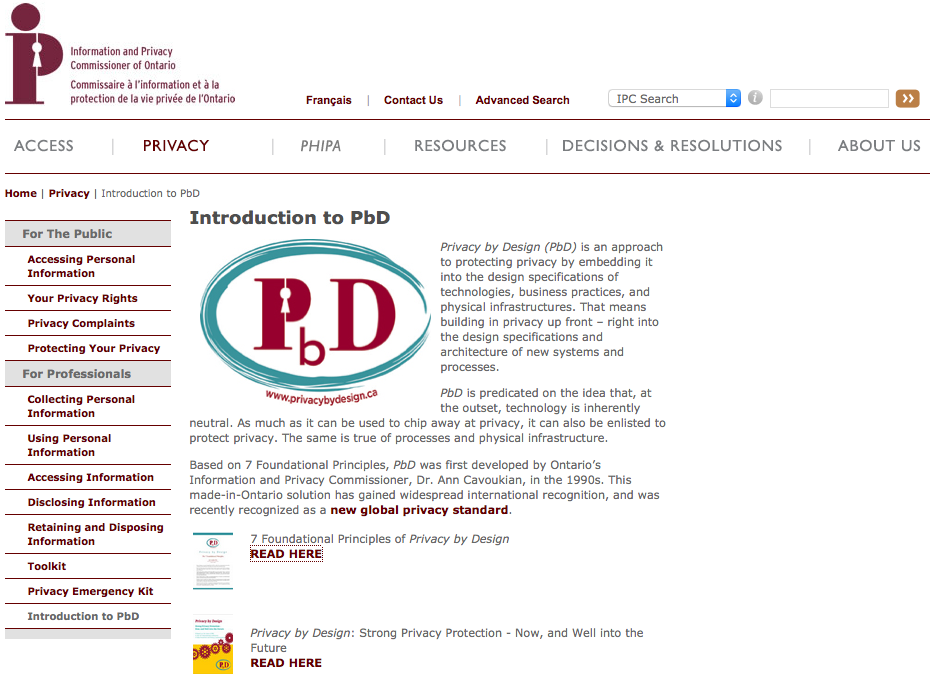 Information and Privacy
Commissioner of Ontario
Commissaire à l'information et à la
protection de la vie privée de l'Ontario
Français | Contact Us | Advanced Search
IPC Search
ACCESS | PRIVACY | PHIPA | RESOURCES | DECISIONS & RESOLUTIONS | ABOUT US
Home | Privacy | Introduction to PbD
For The Public
Accessing Personal
Information
Your Privacy Rights
Privacy Complaints
Protecting Your Privacy
For Professionals
Collecting Personal
Information
Using Personal
Information
Accessing Information
Disclosing Information
Retaining and Disposing
Information
Toolkit
Privacy Emergency Kit
Introduction to PbD
Introduction to PbD
PbD
www.privacybydesign.ca
Privacy by Design (PbD) is an approach
to protecting privacy by embedding it
into the design specifications of
technologies, business practices, and
physical infrastructures. That means
building in privacy up front – right into
the design specifications and
architecture of new systems and
processes.
PbD is predicated on the idea that, at
the outset, technology is inherently
neutral. As much as it can be used to chip away at privacy, it can also be enlisted to
protect privacy. The same is true of processes and physical infrastructure.
Based on 7 Foundational Principles, PbD was first developed by Ontario's
Information and Privacy Commissioner, Dr. Ann Cavoukian, in the 1990s. This
made-in-Ontario solution has gained widespread international recognition, and was
recently recognized as a new global privacy standard.
PbD
Privacy by Design
7 Foundational Principles of Privacy by Design
READ HERE
Privacy by Design
PbD
Privacy by Design: Strong Privacy Protection - Now, and Well into the
Future
READ HERE